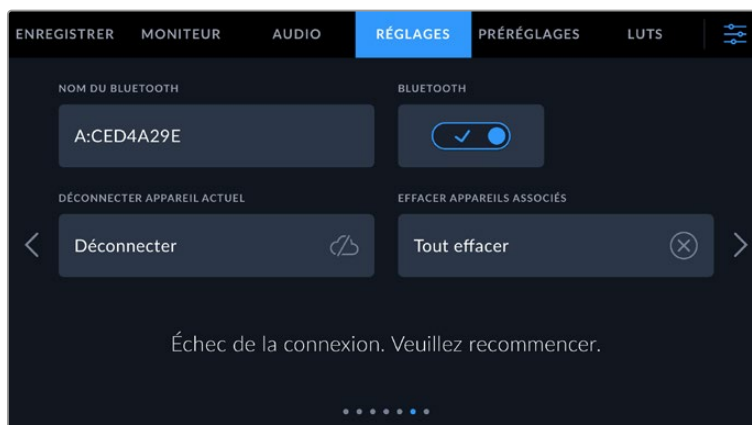 ENREGISTRER MONITEUR AUDIO RÉGLAGES PRÉRÉGLAGES LUTS
NOM DU BLUETOOTH BLUETOOTH
A:CED4A29E
DÉCONNECTER APPAREIL ACTUEL EFFACER APPAREILS ASSOCIÉS
Déconnecter Tout effacer
Échec de la connexion. Veuillez recommencer.